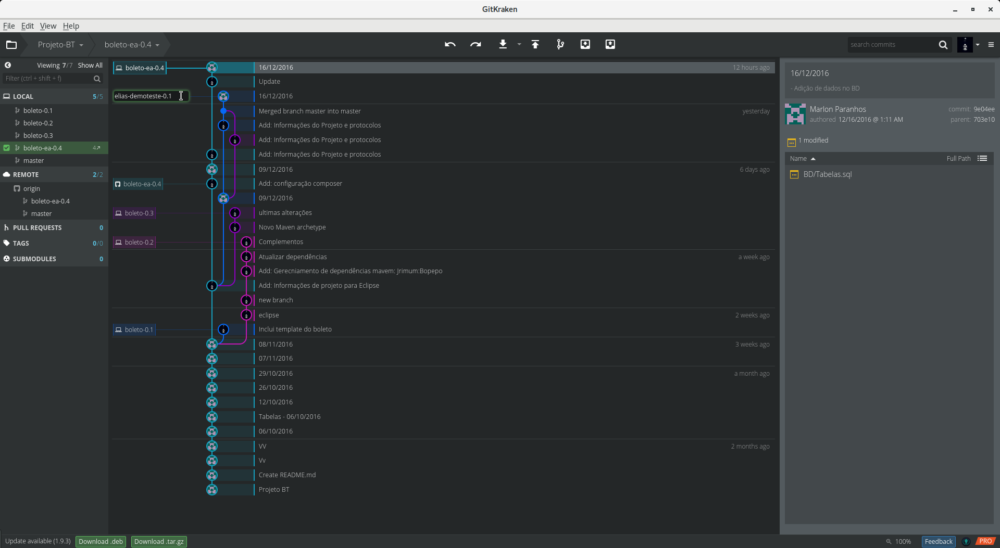 GitKraken
File Edit View Help
Projeto-BT boleto-ea-0.4 search commits
Viewing 7/7 Show All
Filter (ctrl + shift + f)
LOCAL 5/5
boleto-0.1
boleto-0.2
boleto-0.3
boleto-ea-0.4 4↗
master
REMOTE 2/2
origin
boleto-ea-0.4
master
PULL REQUESTS 0
TAGS 0/0
SUBMODULES 0
boleto-ea-0.4 16/12/2016 12 hours ago
Update
elias-demoteste-0.1 16/12/2016
Merged branch master into master yesterday
Add: Informações do Projeto e protocolos
Add: Informações do Projeto e protocolos
Add: Informações do Projeto e protocolos
09/12/2016 6 days ago
boleto-ea-0.4 Add: configuração composer
09/12/2016
boleto-0.3 ultimas alterações
Novo Maven archetype
boleto-0.2 Complementos
Atualizar dependências a week ago
Add: Gerecniamento de dependências mavem: Jrimum:Bopepo
Add: Informações de projeto para Eclipse
new branch
eclipse 2 weeks ago
boleto-0.1 Inclui template do boleto
08/11/2016 3 weeks ago
07/11/2016
29/10/2016 a month ago
26/10/2016
12/10/2016
Tabelas - 06/10/2016
06/10/2016
VV 2 months ago
Vv
Create README.md
Projeto BT
16/12/2016
- Adição de dados no BD
Marlon Paranhos commit: 9e04ee
authored 12/16/2016 @ 1:11 AM parent: 703e10
1 modified
Name Full Path
BD/Tabelas.sql
Update available (1.9.3) Download .deb Download .tar.gz 100% Feedback PRO